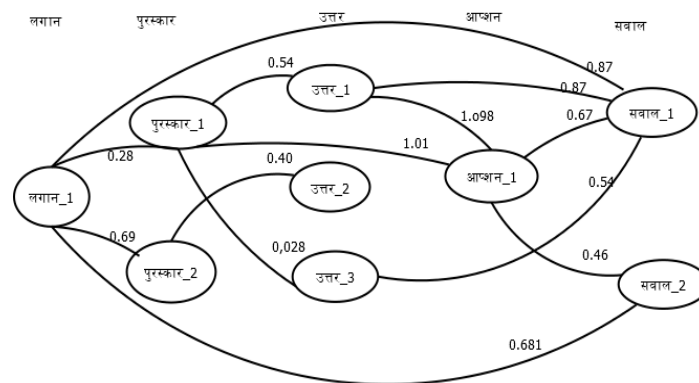 लगान पुरस्कार उत्तर आप्शन सवाल
0.87
0.54
उत्तर_1
0.87
पुरस्कार_1
1.o98
0.67
सवाल_1
0.28
1.01
0.40
आप्शन_1
लगान_1
उत्तर_2
0.54
0.69
0,028
0.46
पुरस्कार_2
उत्तर_3
सवाल_2
0.681